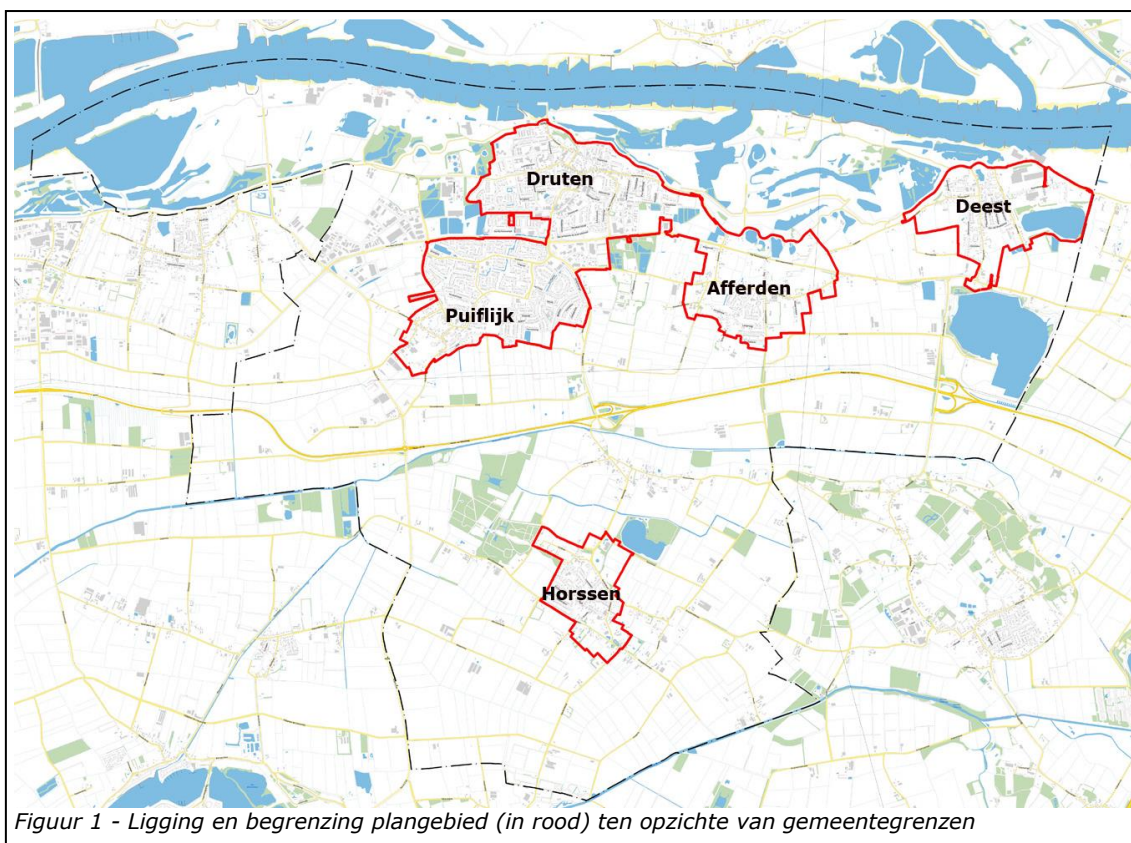 Druten
Deest
Afferden
Puiflijk
Horssen
Figuur 1 - Ligging en begrenzing plangebied (in rood) ten opzichte van gemeentegrenzen